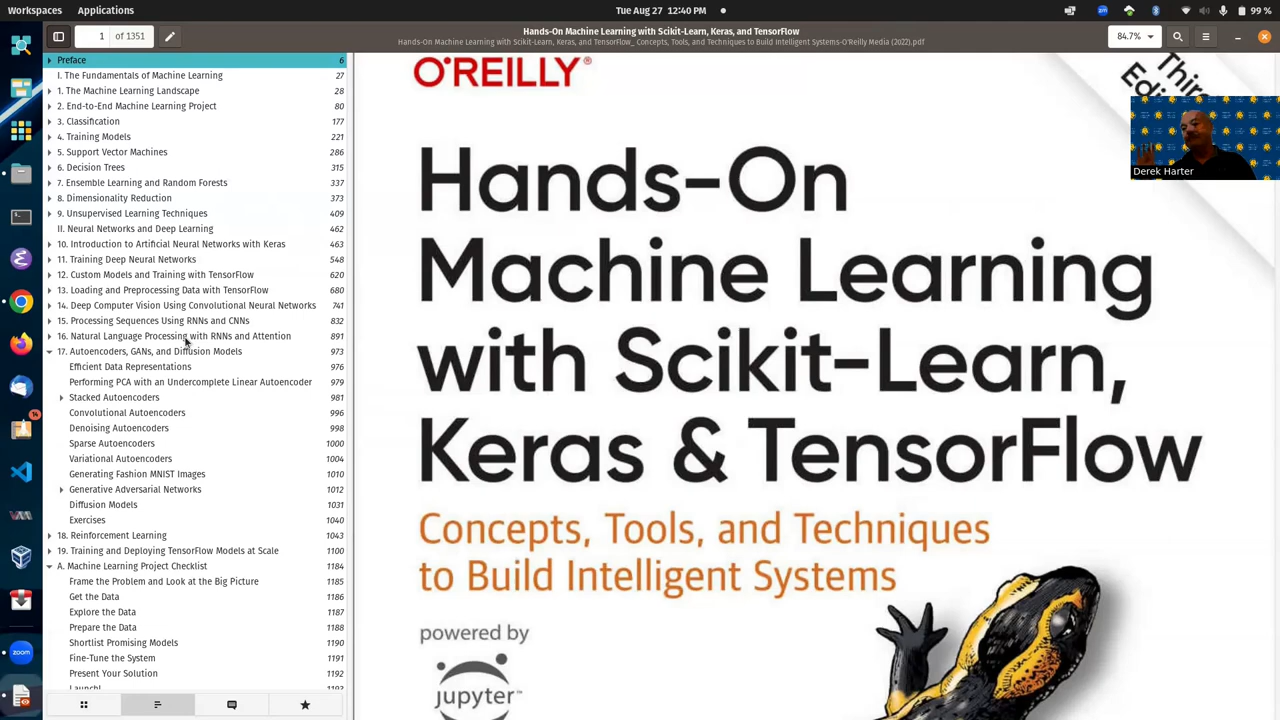 Workspaces Applications Tue Aug 27 12:40 PM 99 %
1 of 1351
Hands-On Machine Learning with Scikit-Learn, Keras, and TensorFlow
Hands-On Machine Learning with Scikit-Learn, Keras, and TensorFlow_ Concepts, Tools, and Techniques to Build Intelligent Systems-O'Reilly Media (2022).pdf
84.7%
Preface 6
I. The Fundamentals of Machine Learning 27
1. The Machine Learning Landscape 28
2. End-to-End Machine Learning Project 80
3. Classification 177
4. Training Models 221
5. Support Vector Machines 286
6. Decision Trees 315
7. Ensemble Learning and Random Forests 337
8. Dimensionality Reduction 373
9. Unsupervised Learning Techniques 409
II. Neural Networks and Deep Learning 462
10. Introduction to Artificial Neural Networks with Keras 463
11. Training Deep Neural Networks 548
12. Custom Models and Training with TensorFlow 620
13. Loading and Preprocessing Data with TensorFlow 680
14. Deep Computer Vision Using Convolutional Neural Networks 741
15. Processing Sequences Using RNNs and CNNs 832
16. Natural Language Processing with RNNs and Attention 891
17. Autoencoders, GANs, and Diffusion Models 973
Efficient Data Representations 976
Performing PCA with an Undercomplete Linear Autoencoder 979
Stacked Autoencoders 981
Convolutional Autoencoders 996
Denoising Autoencoders 998
Sparse Autoencoders 1000
Variational Autoencoders 1004
Generating Fashion MNIST Images 1010
Generative Adversarial Networks 1012
Diffusion Models 1031
Exercises 1040
18. Reinforcement Learning 1043
19. Training and Deploying TensorFlow Models at Scale 1100
A. Machine Learning Project Checklist 1184
Frame the Problem and Look at the Big Picture 1185
Get the Data 1186
Explore the Data 1187
Prepare the Data 1188
Shortlist Promising Models 1190
Fine-Tune the System 1191
Present Your Solution 1192
Launch! 1193
14
zoom
O'REILLY®
Third
Edi
Derek Harter
Hands-On
Machine Learning
with Scikit-Learn,
Keras & TensorFlow
Concepts, Tools, and Techniques
to Build Intelligent Systems
powered by
jupyter™